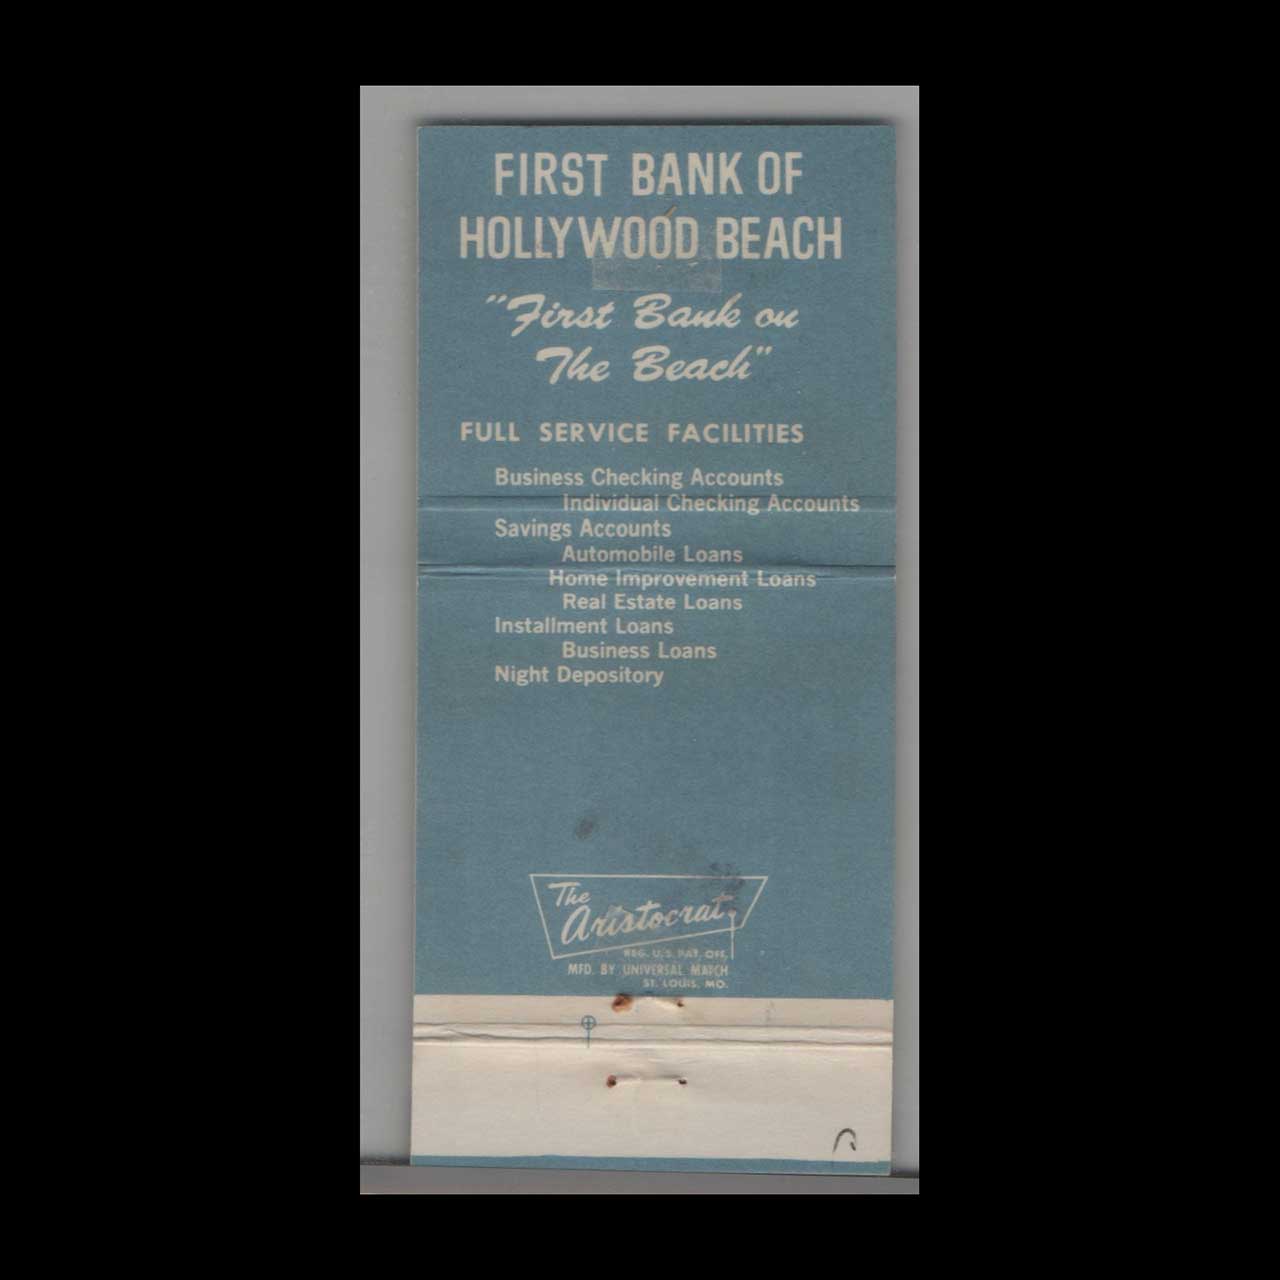 FIRST BANK OF
HOLLYWOOD BEACH
"First Bank on
The Beach"
FULL SERVICE FACILITIES
Business Checking Accounts
Individual Checking Accounts
Savings Accounts
Automobile Loans
Home Improvement Loans
Real Estate Loans
Installment Loans
Business Loans
Night Depository
The
Aristocrat
REG. U.S. PAT. OFF.
MFD. BY UNIVERSAL MATCH
ST. LOUIS, MO.